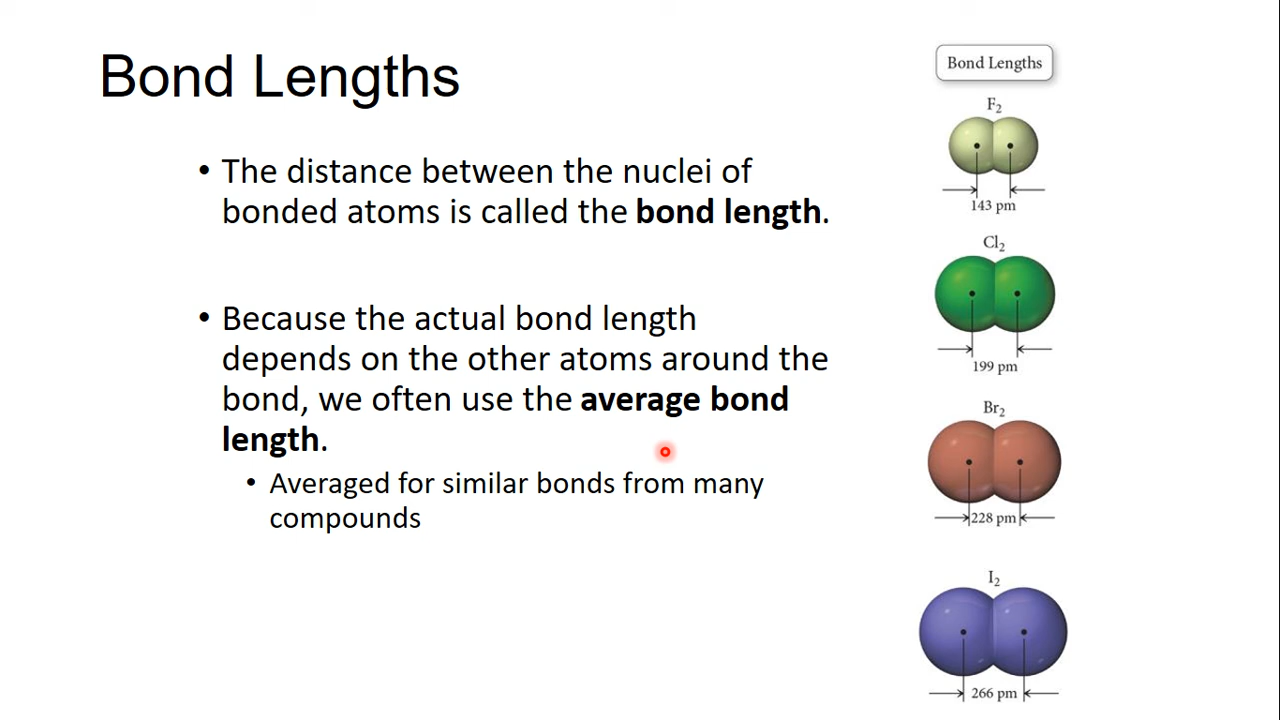 Bond Lengths
• The distance between the nuclei of
bonded atoms is called the bond length.
• Because the actual bond length
depends on the other atoms around the
bond, we often use the average bond
length.
• Averaged for similar bonds from many
compounds
Bond Lengths
F₂
143 pm
Cl₂
199 pm
Br₂
228 pm
I₂
266 pm